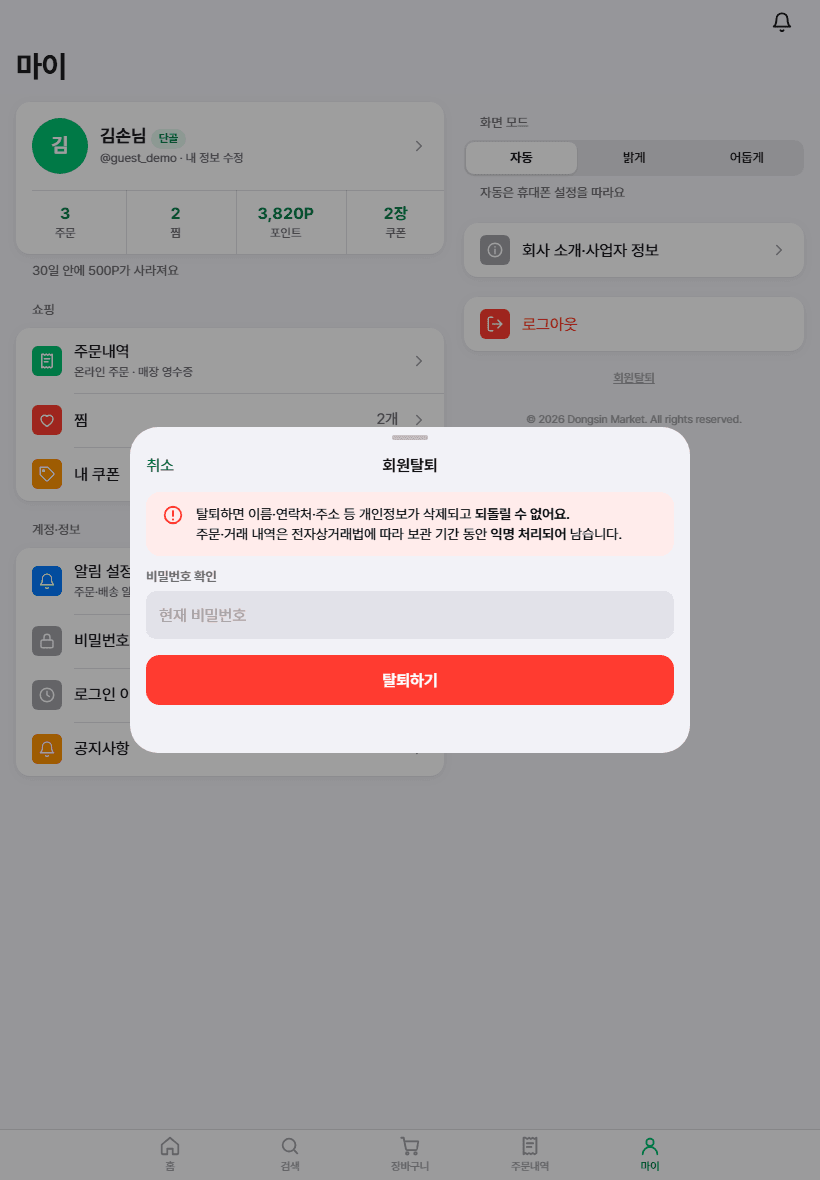 마이
김
김손님 단골
@guest_demo · 내 정보 수정
3
주문
2
찜
3,820P
포인트
2장
쿠폰
30일 안에 500P가 사라져요
쇼핑
주문내역
온라인 주문 · 매장 영수증
찜 2개
내 쿠폰
계정·정보
알림 설정
주문·배송
비밀번호
로그인
공지사항
화면 모드
자동 밝게 어둡게
자동은 휴대폰 설정을 따라요
회사 소개·사업자 정보
로그아웃
회원탈퇴
© 2026 Dongsin Market. All rights reserved.
취소 회원탈퇴
탈퇴하면 이름·연락처·주소 등 개인정보가 삭제되고 되돌릴 수 없어요.
주문·거래 내역은 전자상거래법에 따라 보관 기간 동안 익명 처리되어 남습니다.
비밀번호 확인
현재 비밀번호
탈퇴하기
홈 검색 장바구니 주문내역 마이